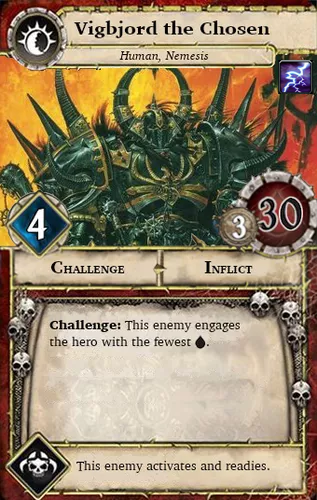 Vigbjord the Chosen
Human, Nemesis
4
3
30
CHALLENGE
INFLICT
Challenge: This enemy engages
the hero with the fewest .
This enemy activates and readies.